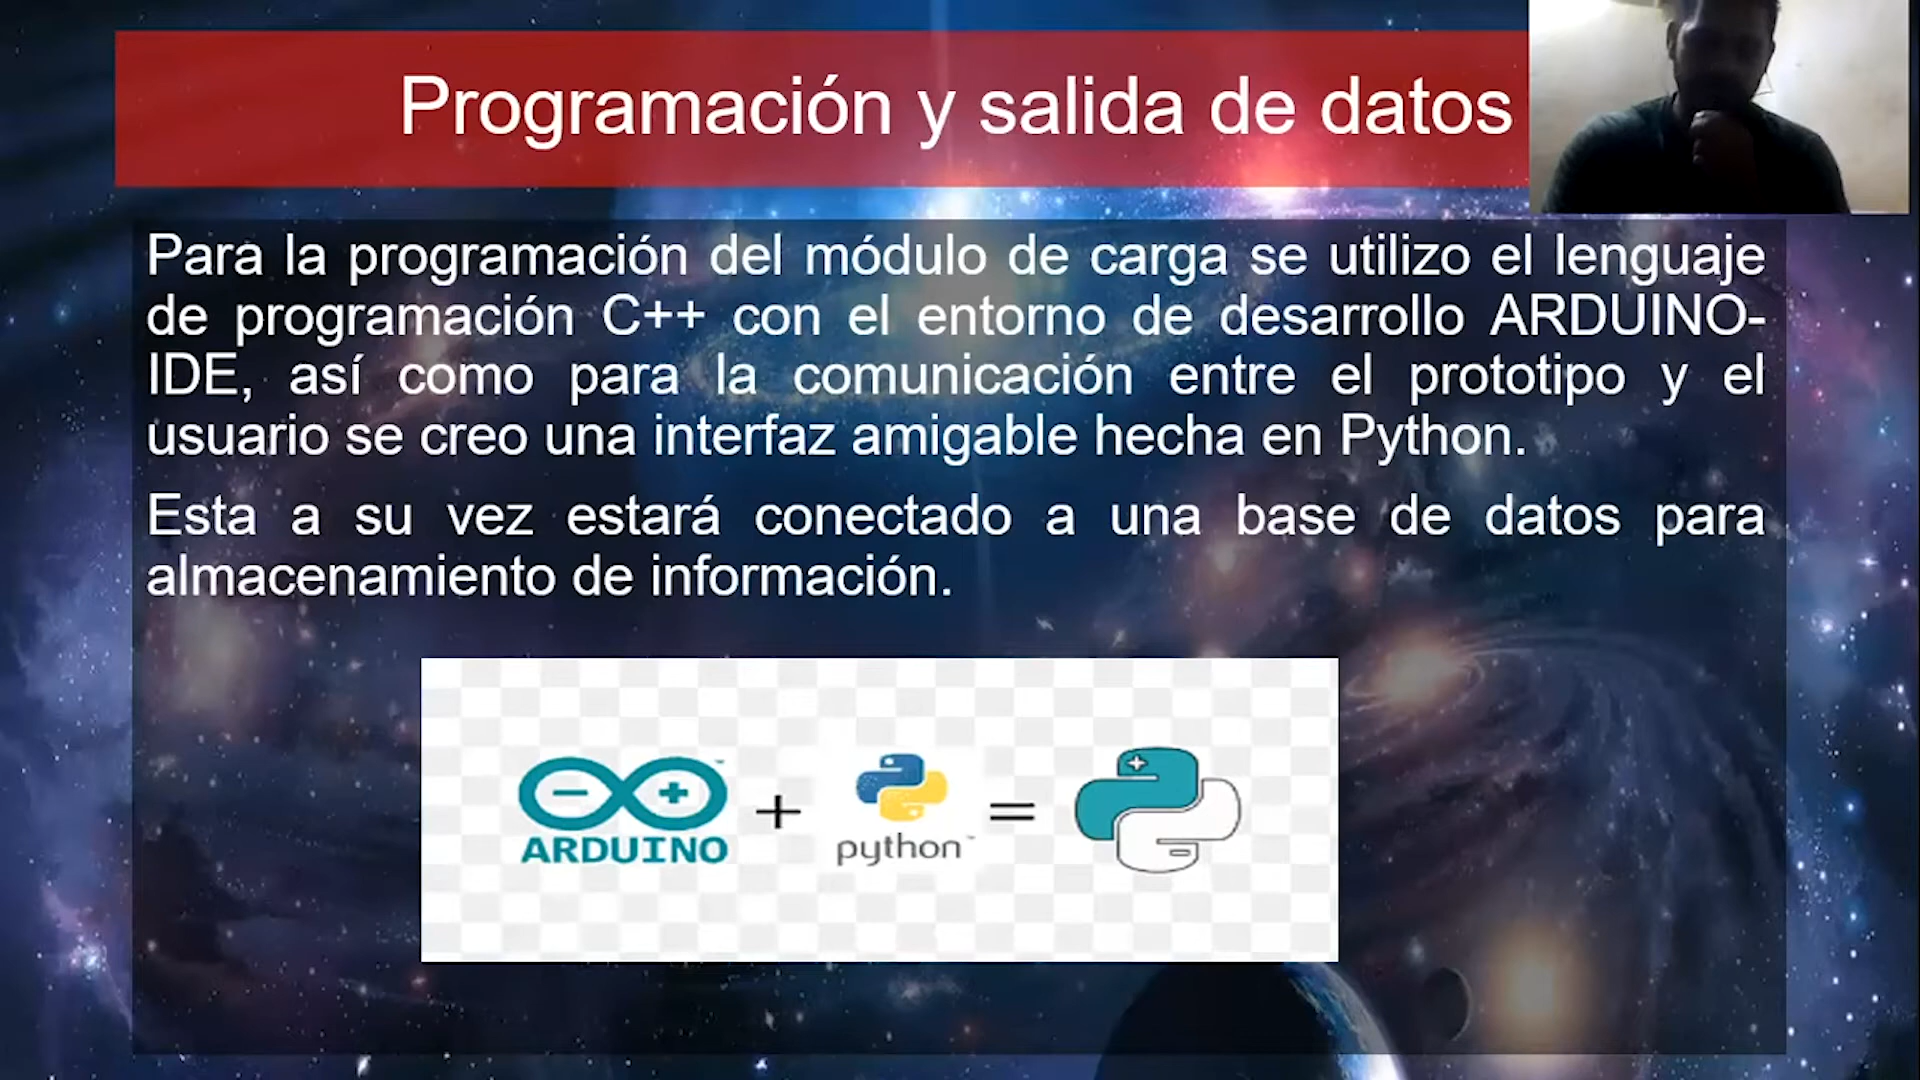 Programación y salida de datos
Para la programación del módulo de carga se utilizo el lenguaje
de programación C++ con el entorno de desarrollo ARDUINO-
IDE, así como para la comunicación entre el prototipo y el
usuario se creo una interfaz amigable hecha en Python.
Esta a su vez estará conectado a una base de datos para
almacenamiento de información.
ARDUINO + python =